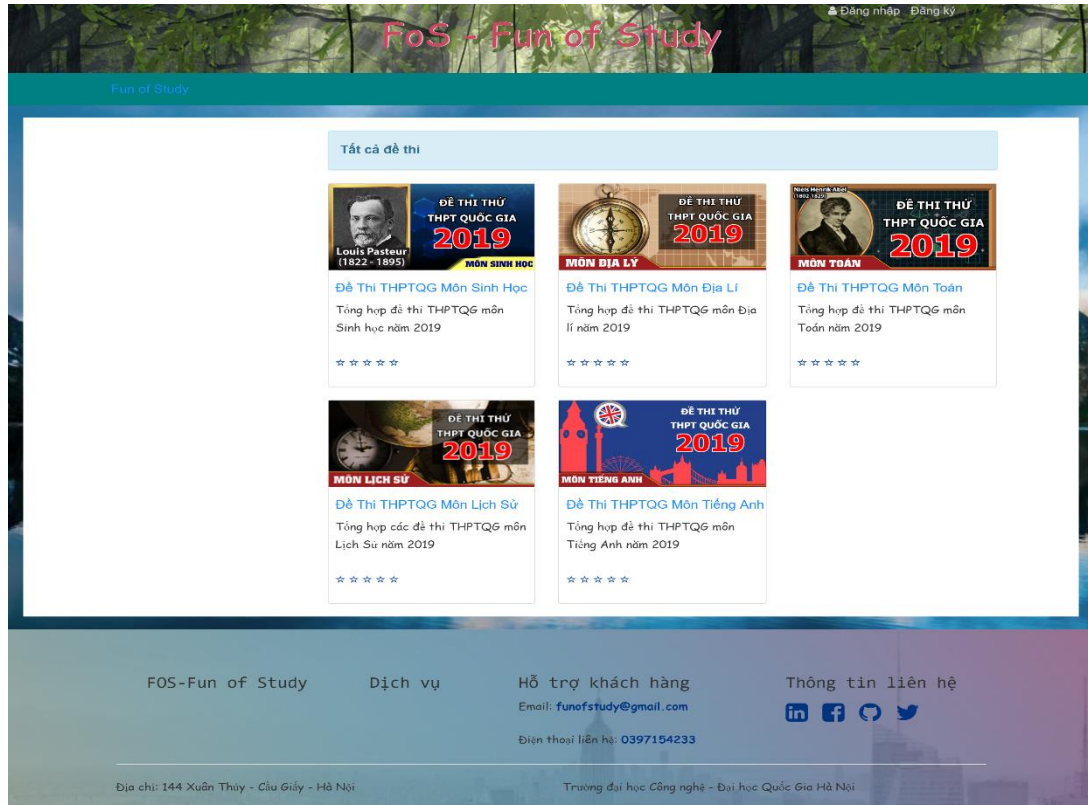 Đăng nhập Đăng ký
FoS - Fun of Study
Fun of Study
Tất cả đề thi
Louis Pasteur
(1822 - 1895)
ĐỀ THI THỬ
THPT QUỐC GIA
2019
MÔN SINH HỌC
Đề Thi THPTQG Môn Sinh Học
Tổng hợp đề thi THPTQG môn
Sinh học năm 2019
ĐỀ THI THỬ
THPT QUỐC GIA
2019
MÔN ĐỊA LÝ
Đề Thi THPTQG Môn Địa Lí
Tổng hợp đề thi THPTQG môn Địa
lí năm 2019
Niels Henrik Abel
(1802-1829)
ĐỀ THI THỬ
THPT QUỐC GIA
2019
MÔN TOÁN
Đề Thi THPTQG Môn Toán
Tổng hợp đề thi THPTQG môn
Toán năm 2019
ĐỀ THI THỬ
THPT QUỐC GIA
2019
MÔN LỊCH SỬ
Đề Thi THPTQG Môn Lịch Sử
Tổng hợp các đề thi THPTQG môn
Lịch Sử năm 2019
ĐỀ THI THỬ
THPT QUỐC GIA
2019
MÔN TIẾNG ANH
Đề Thi THPTQG Môn Tiếng Anh
Tổng hợp đề thi THPTQG môn
Tiếng Anh năm 2019
FOS-Fun of Study
Dịch vụ
Hỗ trợ khách hàng
Email: funofstudy@gmail.com
Điện thoại liên hệ: 0397154233
Thông tin liên hệ
Địa chỉ: 144 Xuân Thủy - Cầu Giấy - Hà Nội
Trường đại học Công nghệ - Đại học Quốc Gia Hà Nội